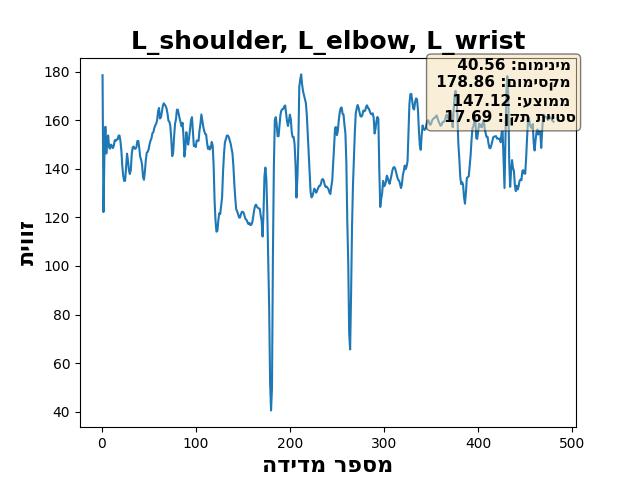 L_shoulder, L_elbow, L_wrist
מינימום: 40.56
מקסימום: 178.86
ממוצע: 147.12
סטיית תקן: 17.69
180
160
140
120
100
80
60
40
זווית
0 100 200 300 400 500
מספר מדידה